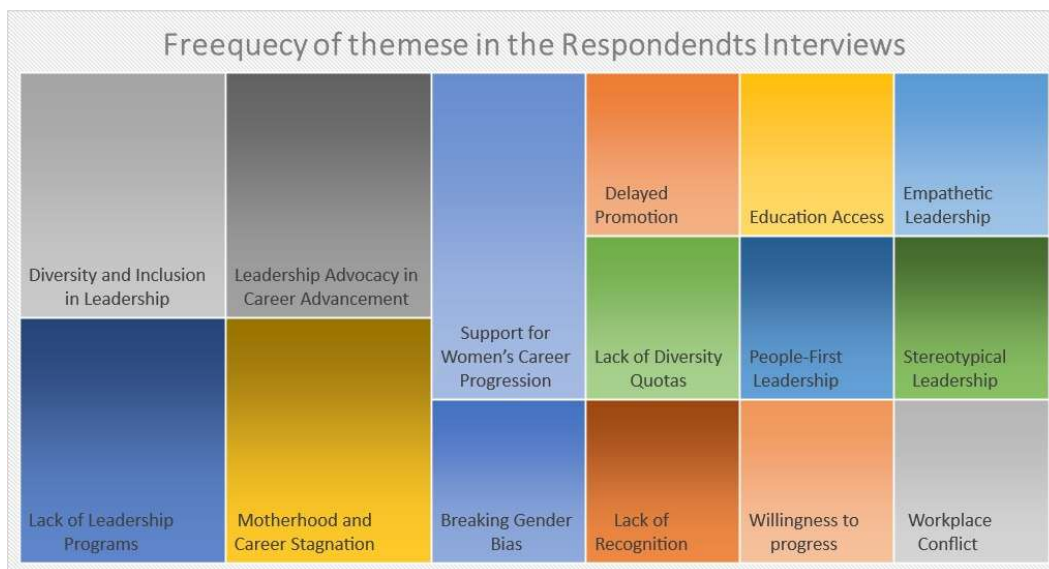 Freequecy of themese in the Respondendts Interviews
Diversity and Inclusion
in Leadership
Leadership Advocacy in
Career Advancement
Support for
Women’s Career
Progression
Delayed
Promotion
Education Access
Empathetic
Leadership
Lack of Diversity
Quotas
People-First
Leadership
Stereotypical
Leadership
Lack of Leadership
Programs
Motherhood and
Career Stagnation
Breaking Gender
Bias
Lack of
Recognition
Willingness to
progress
Workplace
Conflict